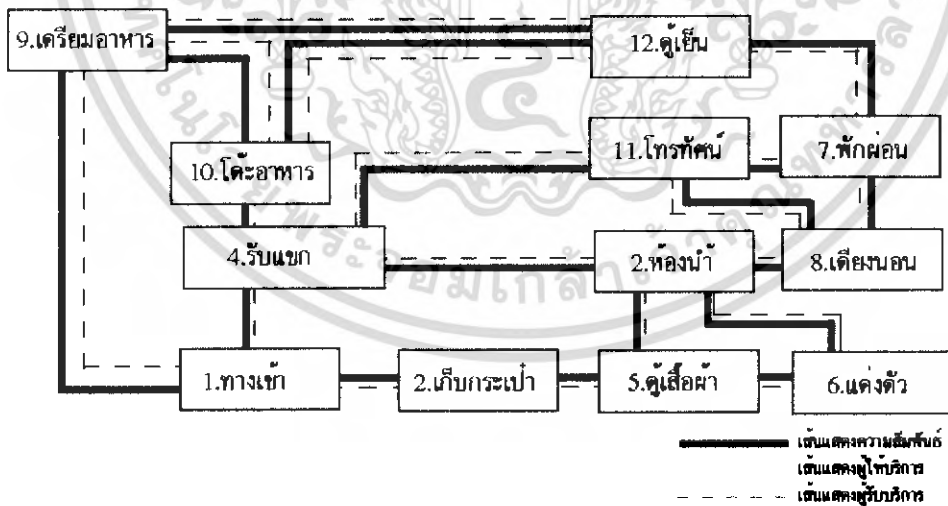 9.เตรียมอาหาร
12.ตู้เย็น
10.โต๊ะอาหาร
11.โทรทัศน์
7.พักผ่อน
4.รับแขก
2.ห้องน้ำ
8.เตียงนอน
1.ทางเข้า
2.เก็บกระเป๋า
5.ตู้เสื้อผ้า
6.แต่งตัว
เส้นแสดงความสัมพันธ์
เส้นแสดงผู้ให้บริการ
เส้นแสดงผู้รับบริการ